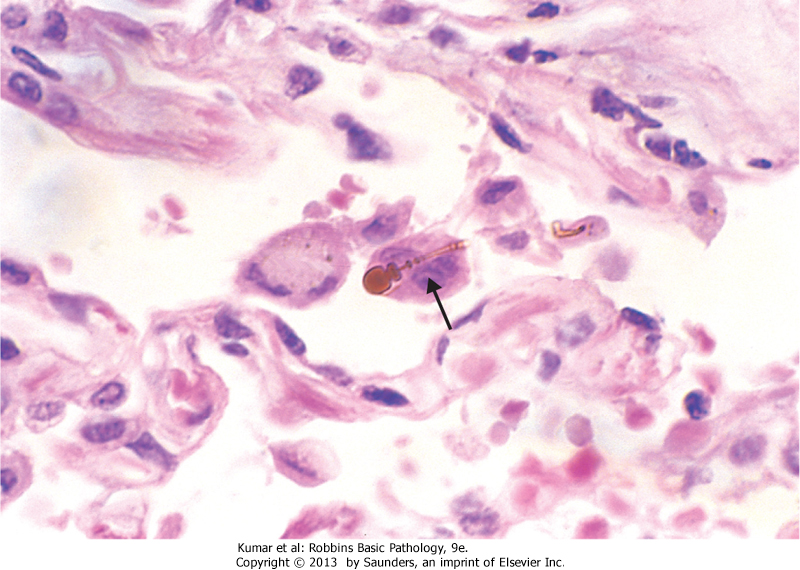 Kumar et al: Robbins Basic Pathology, 9e.
Copyright © 2013 by Saunders, an imprint of Elsevier Inc.